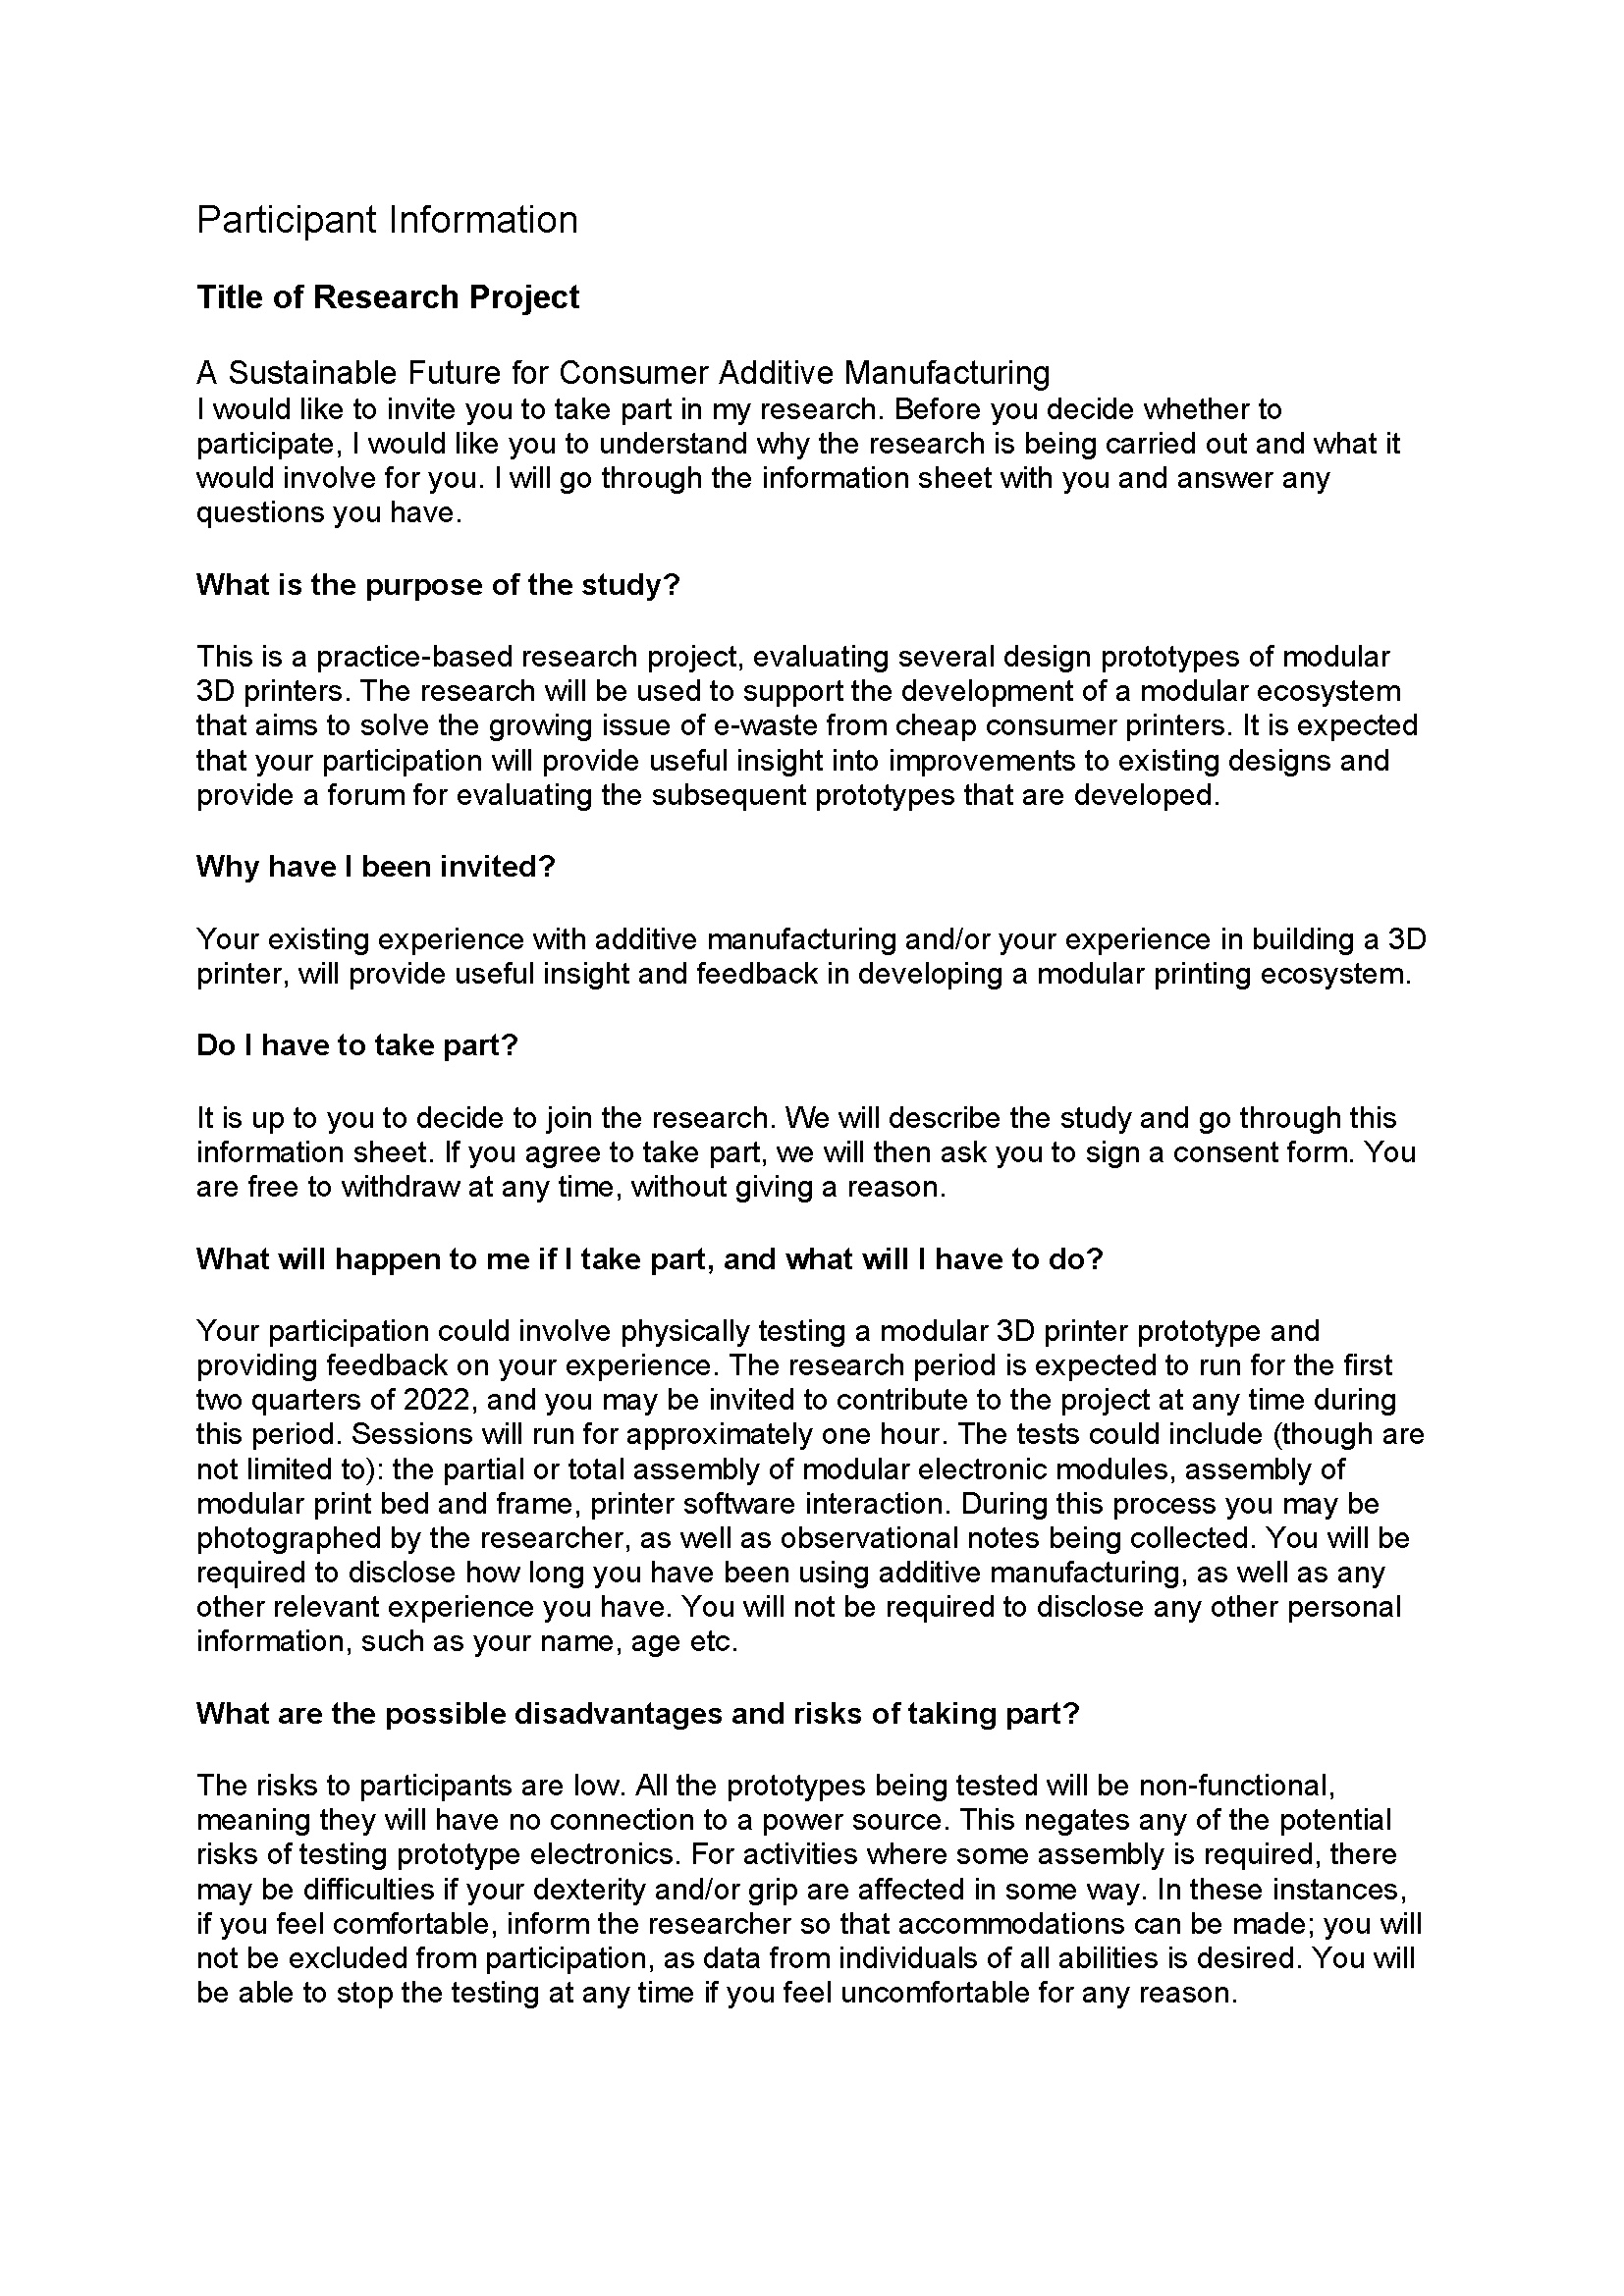 Participant Information
Title of Research Project
A Sustainable Future for Consumer Additive Manufacturing
I would like to invite you to take part in my research. Before you decide whether to
participate, I would like you to understand why the research is being carried out and what it
would involve for you. I will go through the information sheet with you and answer any
questions you have.
What is the purpose of the study?
This is a practice-based research project, evaluating several design prototypes of modular
3D printers. The research will be used to support the development of a modular ecosystem
that aims to solve the growing issue of e-waste from cheap consumer printers. It is expected
that your participation will provide useful insight into improvements to existing designs and
provide a forum for evaluating the subsequent prototypes that are developed.
Why have I been invited?
Your existing experience with additive manufacturing and/or your experience in building a 3D
printer, will provide useful insight and feedback in developing a modular printing ecosystem.
Do I have to take part?
It is up to you to decide to join the research. We will describe the study and go through this
information sheet. If you agree to take part, we will then ask you to sign a consent form. You
are free to withdraw at any time, without giving a reason.
What will happen to me if I take part, and what will I have to do?
Your participation could involve physically testing a modular 3D printer prototype and
providing feedback on your experience. The research period is expected to run for the first
two quarters of 2022, and you may be invited to contribute to the project at any time during
this period. Sessions will run for approximately one hour. The tests could include (though are
not limited to): the partial or total assembly of modular electronic modules, assembly of
modular print bed and frame, printer software interaction. During this process you may be
photographed by the researcher, as well as observational notes being collected. You will be
required to disclose how long you have been using additive manufacturing, as well as any
other relevant experience you have. You will not be required to disclose any other personal
information, such as your name, age etc.
What are the possible disadvantages and risks of taking part?
The risks to participants are low. All the prototypes being tested will be non-functional,
meaning they will have no connection to a power source. This negates any of the potential
risks of testing prototype electronics. For activities where some assembly is required, there
may be difficulties if your dexterity and/or grip are affected in some way. In these instances,
if you feel comfortable, inform the researcher so that accommodations can be made; you will
not be excluded from participation, as data from individuals of all abilities is desired. You will
be able to stop the testing at any time if you feel uncomfortable for any reason.